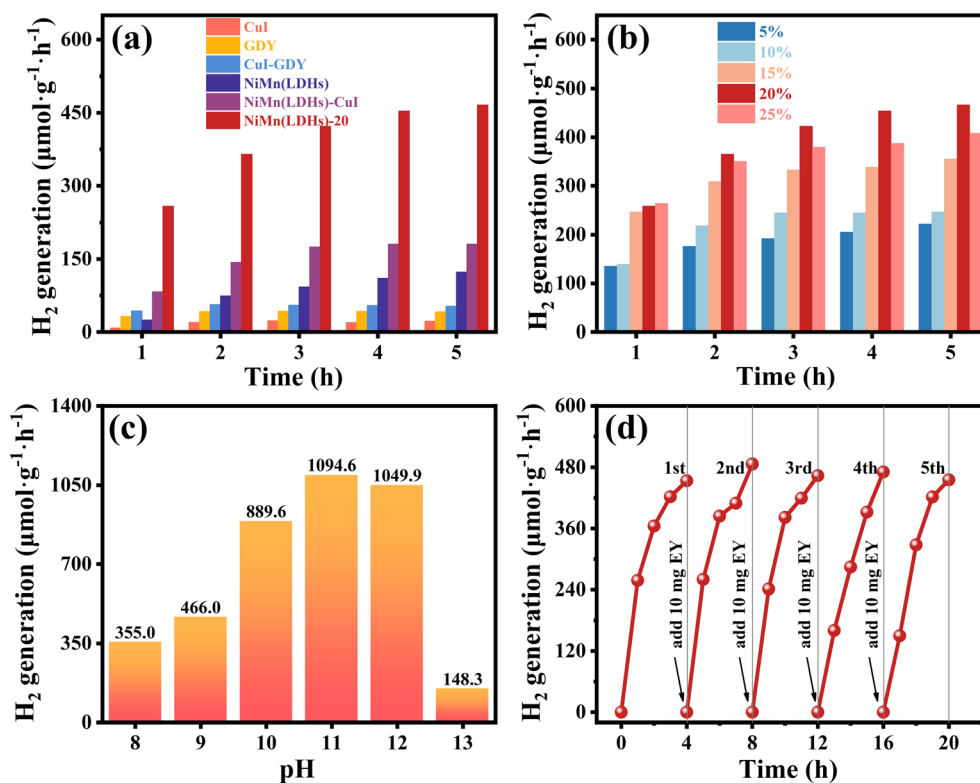 (a)
CuI
GDY
CuI-GDY
NiMn(LDHs)
NiMn(LDHs)-CuI
NiMn(LDHs)-20
600
450
300
150
0
H₂ generation (μmol·g⁻¹·h⁻¹)
1 2 3 4 5
Time (h)
(b)
5%
10%
15%
20%
25%
600
500
400
300
200
100
0
H₂ generation (μmol·g⁻¹·h⁻¹)
1 2 3 4 5
Time (h)
(c)
1400
1050
700
350
0
H₂ generation (μmol·g⁻¹·h⁻¹)
355.0
466.0
889.6
1094.6
1049.9
148.3
8 9 10 11 12 13
pH
(d)
600
480
360
240
120
0
H₂ generation (μmol·g⁻¹·h⁻¹)
1st 2nd 3rd 4th 5th
add 10 mg EY
add 10 mg EY
add 10 mg EY
add 10 mg EY
0 4 8 12 16 20
Time (h)